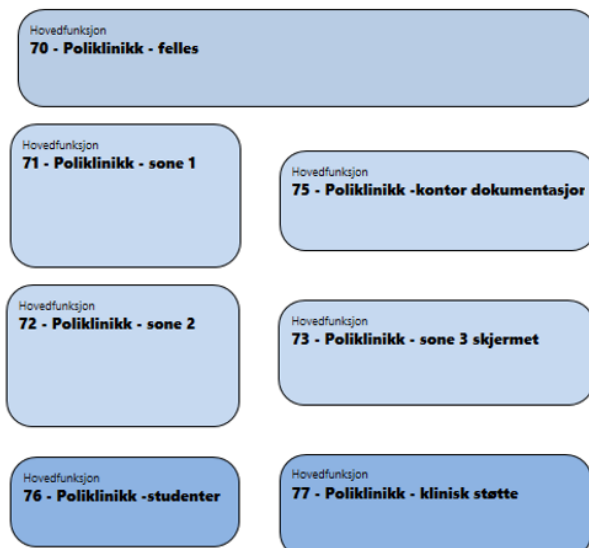 Hovedfunksjon
70 - Poliklinikk - felles
Hovedfunksjon
71 - Poliklinikk - sone 1
Hovedfunksjon
75 - Poliklinikk -kontor dokumentasjor
Hovedfunksjon
72 - Poliklinikk - sone 2
Hovedfunksjon
73 - Poliklinikk - sone 3 skjermet
Hovedfunksjon
76 - Poliklinikk -studenter
Hovedfunksjon
77 - Poliklinikk - klinisk støtte